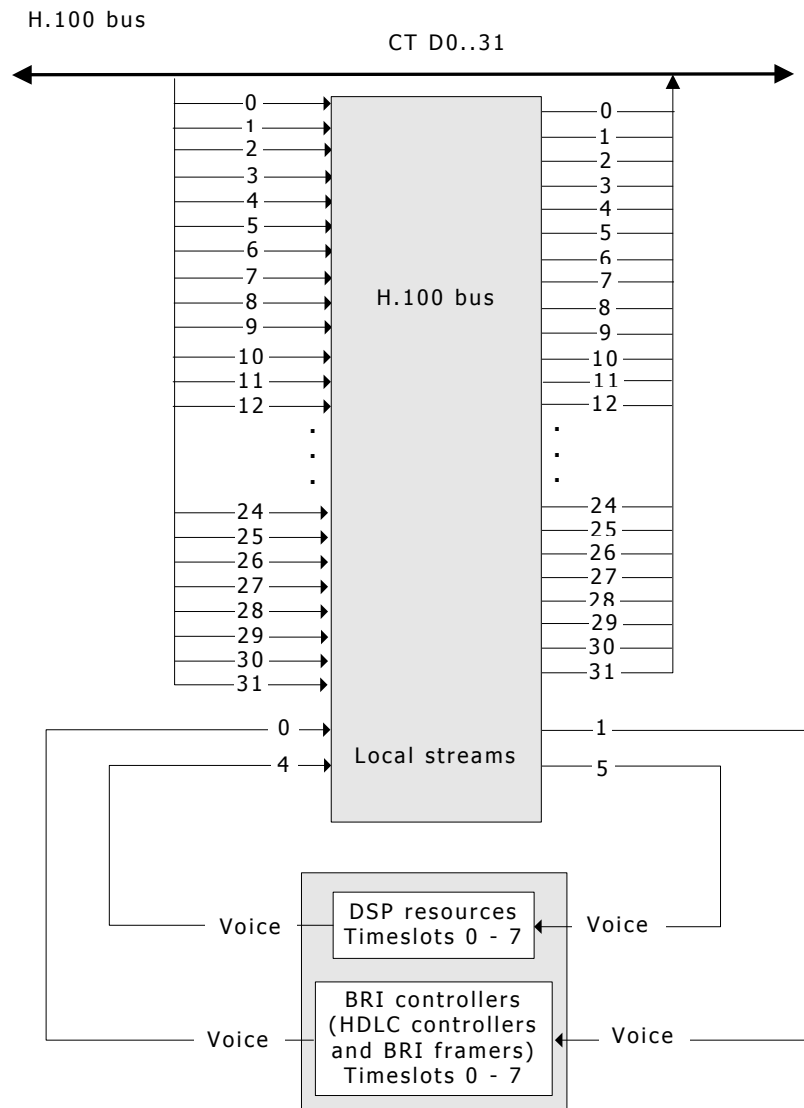 H.100 bus
CT D0..31
0 0
1 1
2 2
3 3
4 4
5 5
6 6
7 7
8 8
9 9
10 10
11 11
12 12
H.100 bus
. .
. .
. .
24 24
25 25
26 26
27 27
28 28
29 29
30 30
31 31
0 1
4 Local streams 5
Voice DSP resources Voice
Timeslots 0 - 7
BRI controllers
(HDLC controllers
Voice and BRI framers) Voice
Timeslots 0 - 7